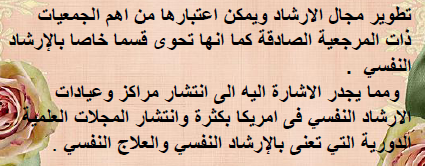 تطوير مجال الارشاد ويمكن اعتبارها من اهم الجمعيات
ذات المرجعية الصادقة كما انها تحوى قسما خاصا بالإرشاد
النفسي .
ومما يجدر الاشارة اليه الى انتشار مراكز وعيادات
الارشاد النفسي فى امريكا بكثرة وانتشار المجلات العلمية
الدورية التي تعنى بالإرشاد النفسي والعلاج النفسي .